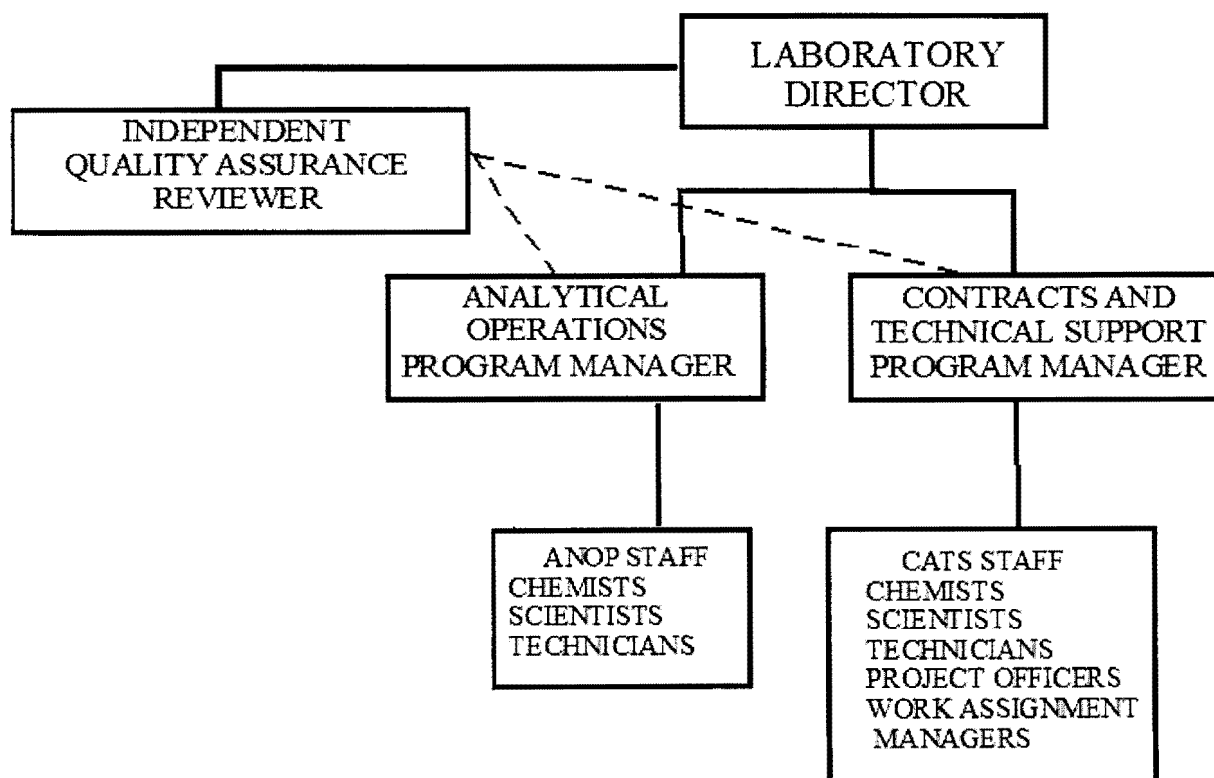 LABORATORY
DIRECTOR
INDEPENDENT
QUALITY ASSURANCE
REVIEWER
ANALYTICAL
OPERATIONS
PROGRAM MANAGER
CONTRACTS AND
TECHNICAL SUPPORT
PROGRAM MANAGER
ANOP STAFF
CHEMISTS
SCIENTISTS
TECHNICIANS
CATS STAFF
CHEMISTS
SCIENTISTS
TECHNICIANS
PROJECT OFFICERS
WORK ASSIGNMENT
MANAGERS